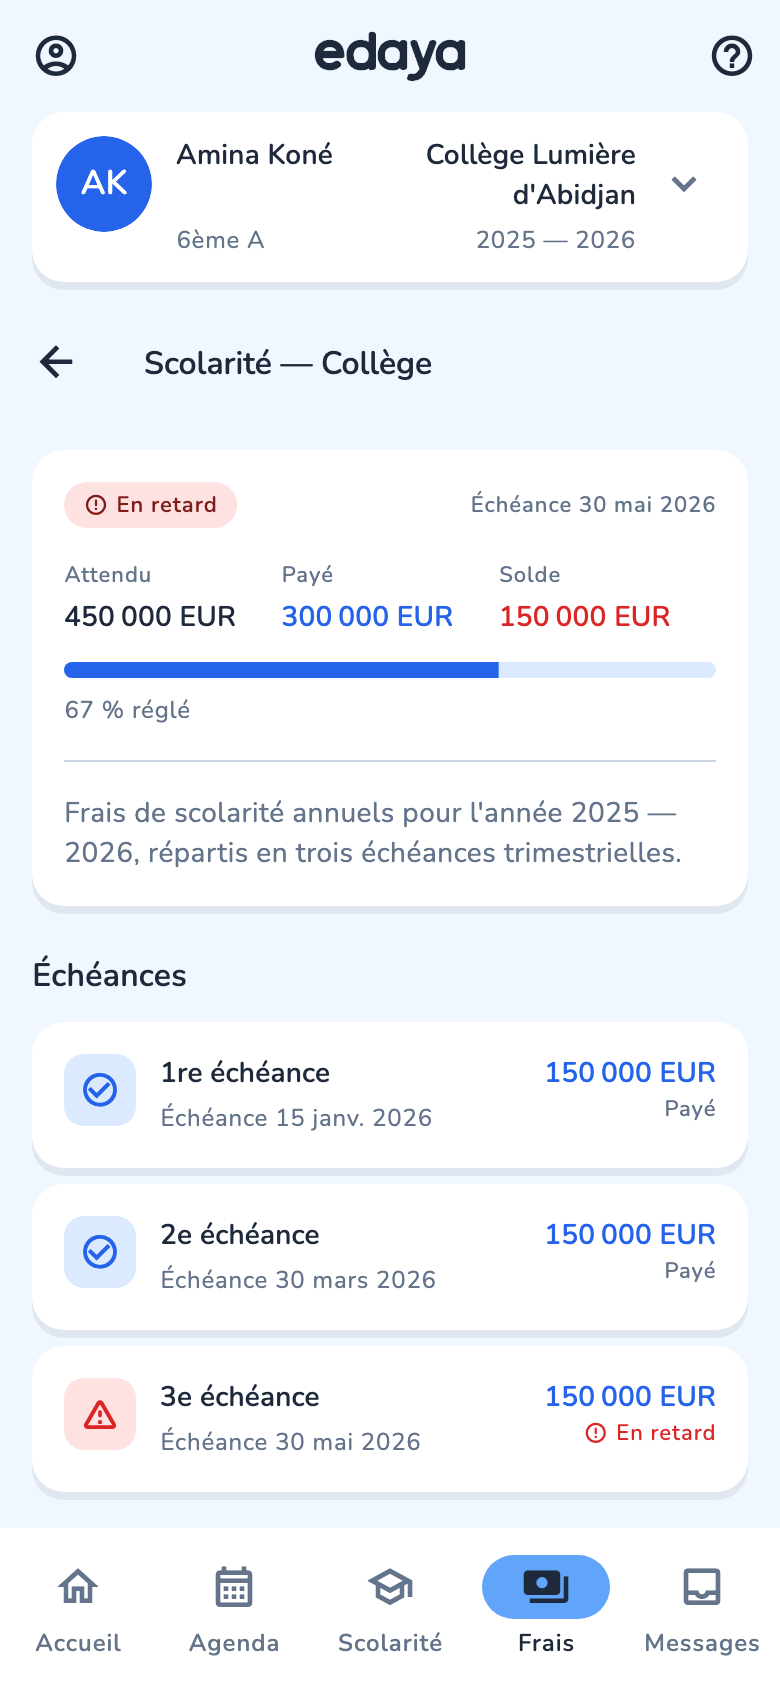 edaya
AK
Amina Koné
Collège Lumière
d'Abidjan
6ème A
2025 — 2026
Scolarité — Collège
En retard
Échéance 30 mai 2026
Attendu
Payé
Solde
450 000 EUR
300 000 EUR
150 000 EUR
67 % réglé
Frais de scolarité annuels pour l'année 2025 —
2026, répartis en trois échéances trimestrielles.
Échéances
1re échéance
150 000 EUR
Échéance 15 janv. 2026
Payé
2e échéance
150 000 EUR
Échéance 30 mars 2026
Payé
3e échéance
150 000 EUR
Échéance 30 mai 2026
En retard
Accueil
Agenda
Scolarité
Frais
Messages